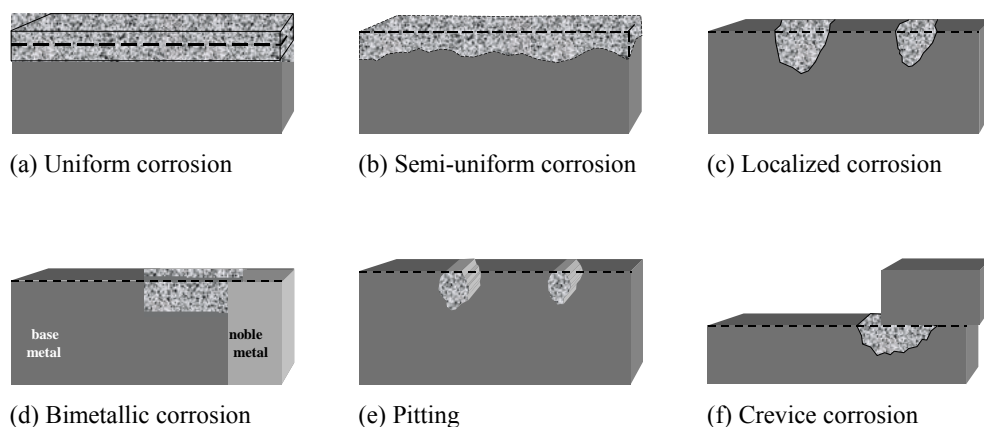 (a) Uniform corrosion
(b) Semi-uniform corrosion
(c) Localized corrosion
base
metal
noble
metal
(d) Bimetallic corrosion
(e) Pitting
(f) Crevice corrosion